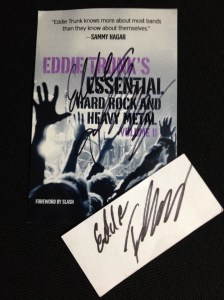 "Eddie Trunk knows more about most bands
than they know about themselves."
—SAMMY HAGAR
EDDIE TRUNK'S
ESSENTIAL
HARD ROCK AND
HEAVY METAL
VOLUME II
FOREWORD BY SLASH
Eddie